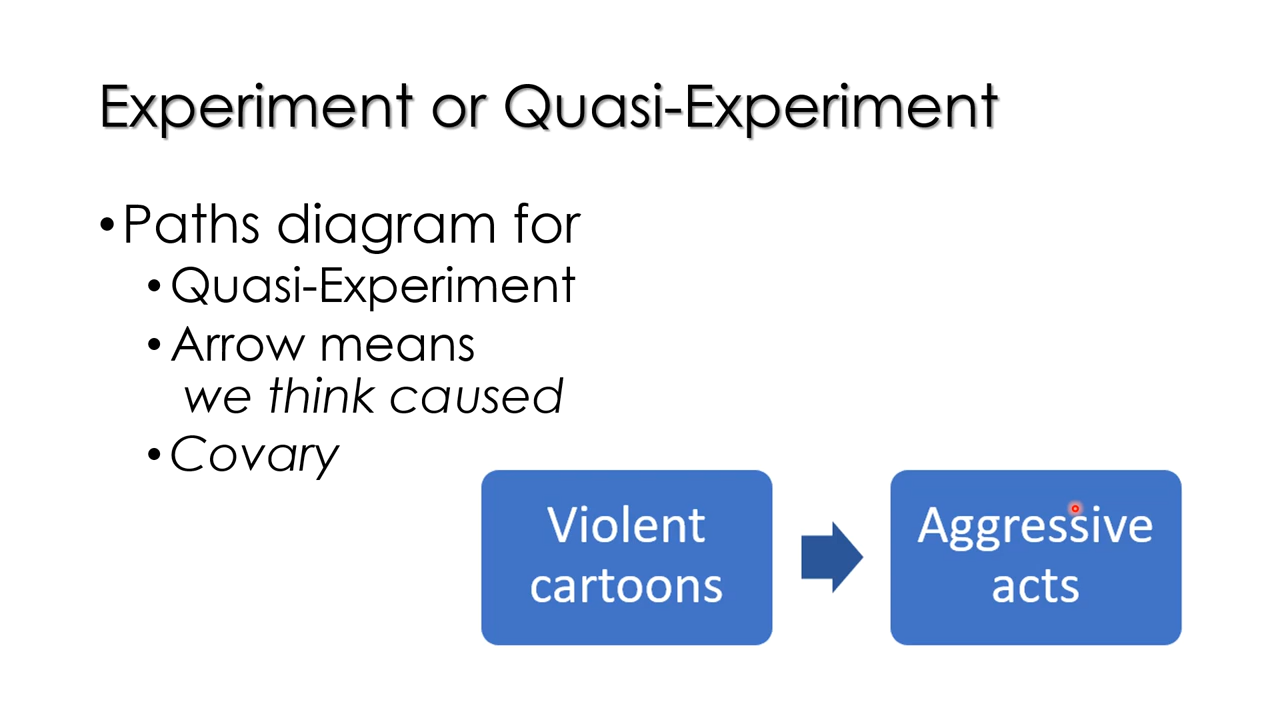 Experiment or Quasi-Experiment
•Paths diagram for
•Quasi-Experiment
•Arrow means
we think caused
•Covary
Violent
cartoons
Aggressive
acts